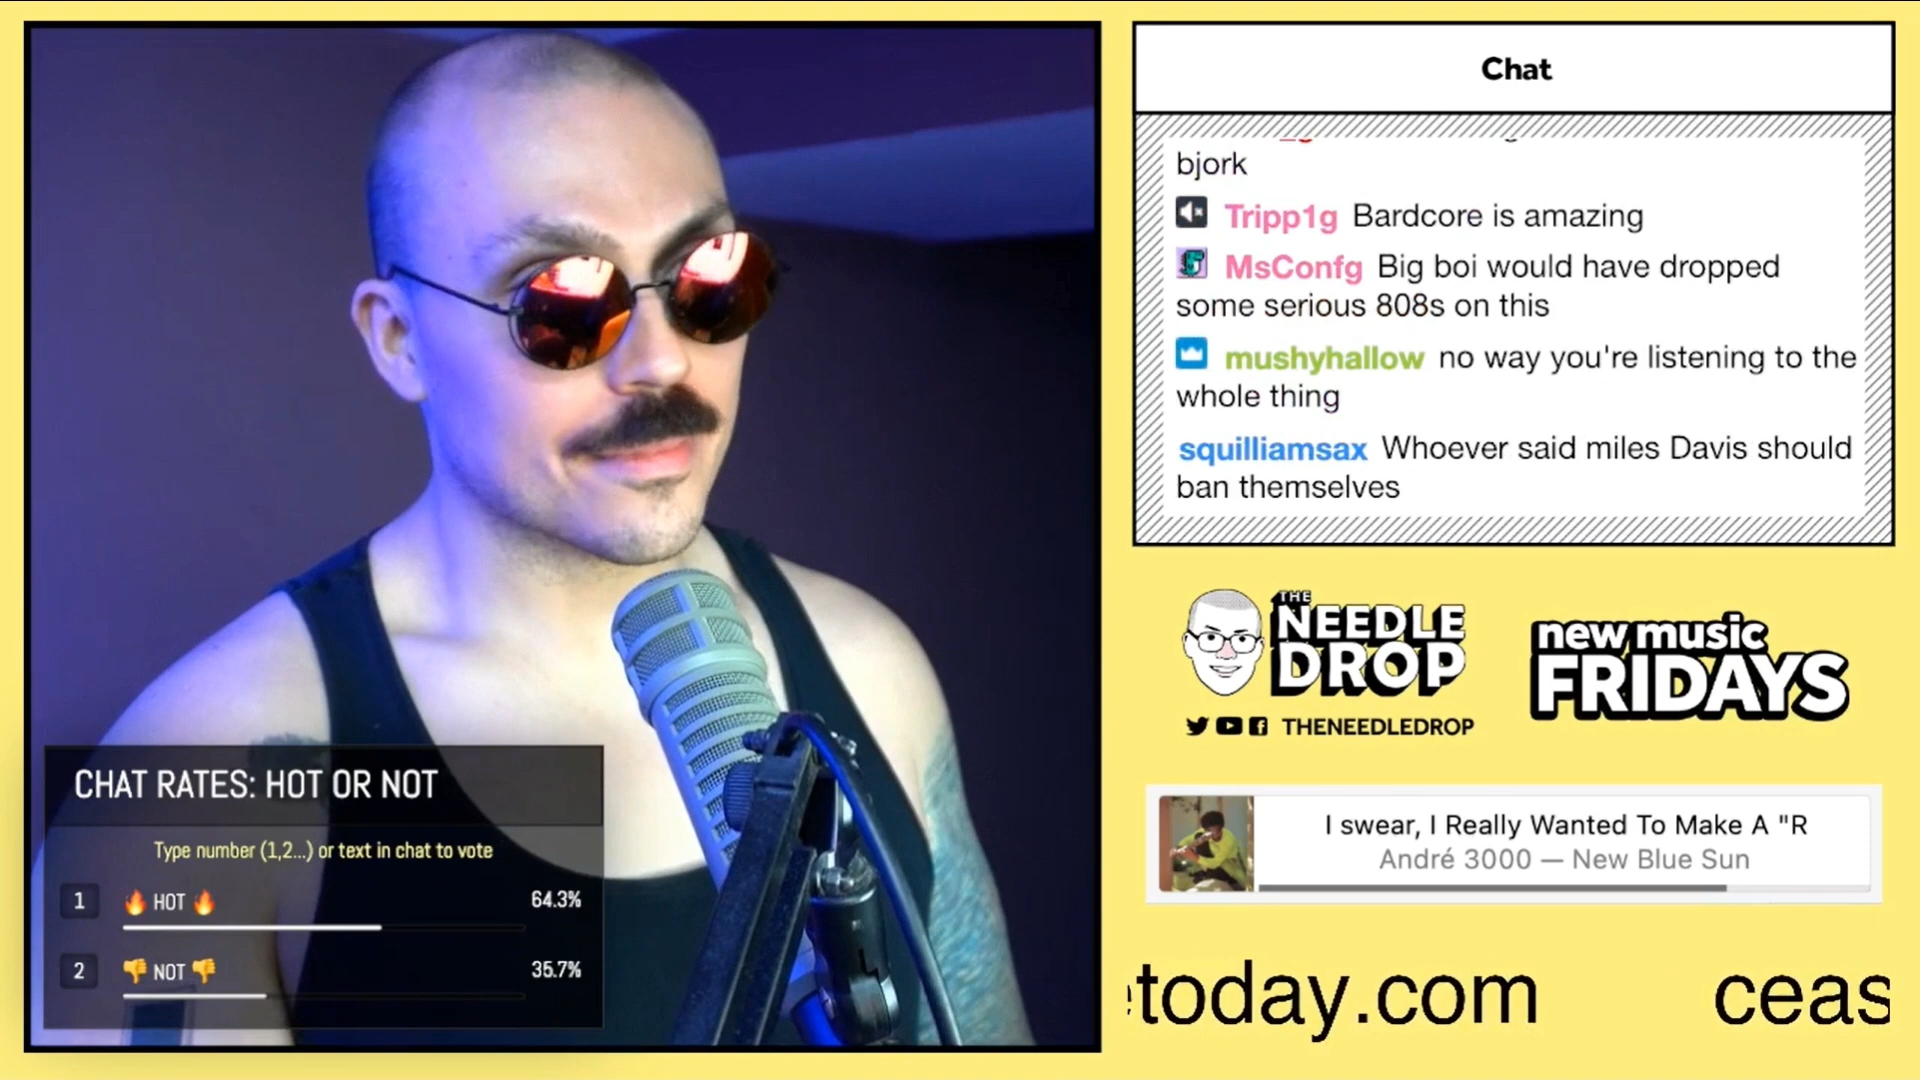 Chat
bjork
Tripp1g Bardcore is amazing
MsConfg Big boi would have dropped
some serious 808s on this
mushyhallow no way you're listening to the
whole thing
squilliamsax Whoever said miles Davis should
ban themselves
THE
NEEDLE
DROP
THENEEDLEDROP
new music
FRIDAYS
I swear, I Really Wanted To Make A "R
André 3000 — New Blue Sun
etoday.com
ceas
CHAT RATES: HOT OR NOT
Type number (1,2...) or text in chat to vote
1 🔥 HOT 🔥 64.3%
2 👎 NOT 👎 35.7%